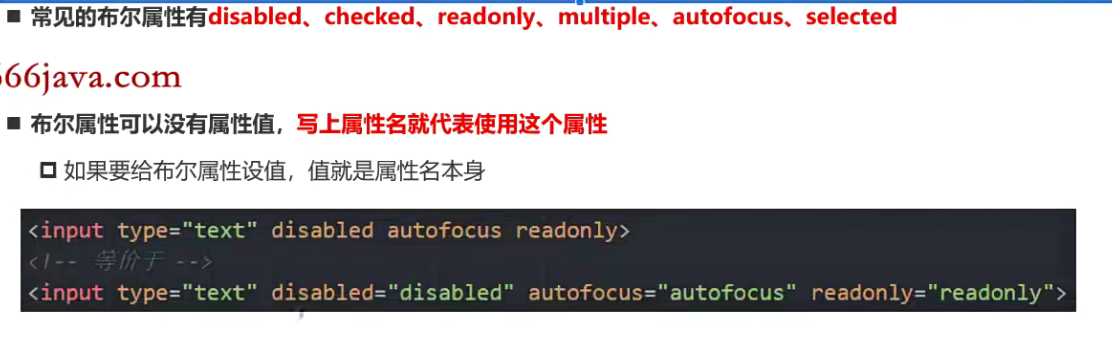 常见的布尔属性有disabled、checked、readonly、multiple、autofocus、selected
666java.com
布尔属性可以没有属性值，写上属性名就代表使用这个属性
如果要给布尔属性设值，值就是属性名本身
<input type="text" disabled autofocus readonly>
<!-- 等价于 -->
<input type="text" disabled="disabled" autofocus="autofocus" readonly="readonly">